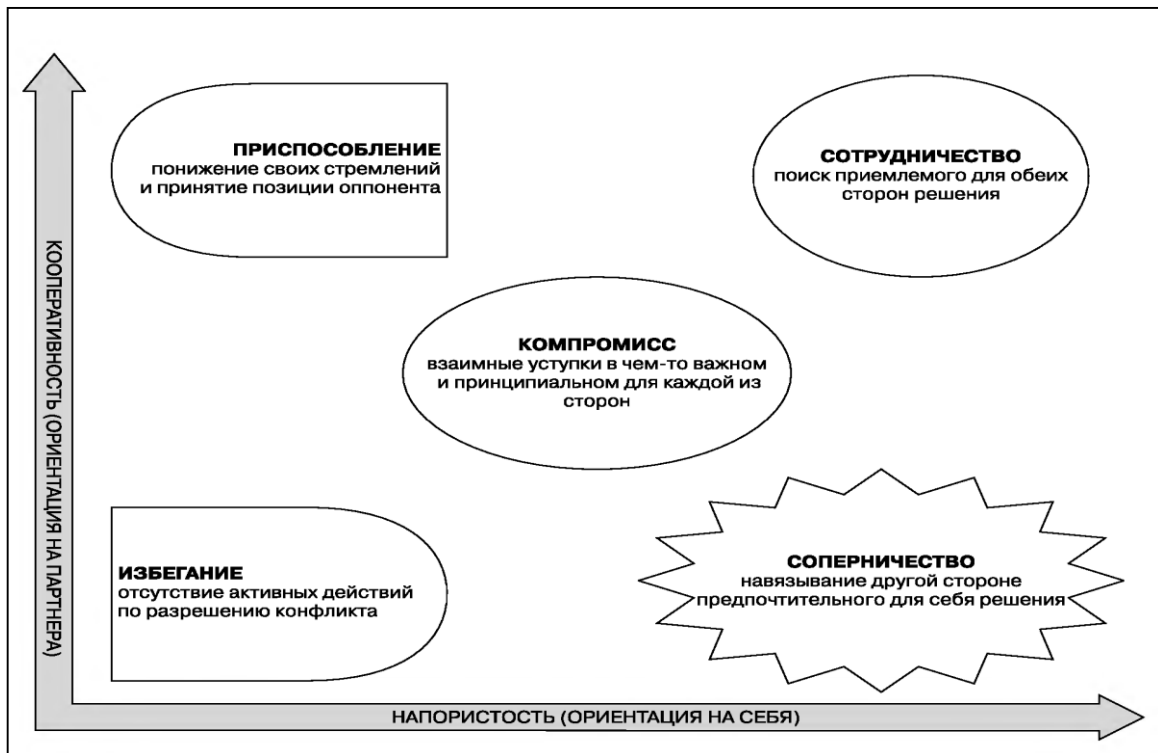 ПРИСПОСОБЛЕНИЕ
понижение своих стремлений
и принятие позиции оппонента
СОТРУДНИЧЕСТВО
поиск приемлемого для обеих
сторон решения
КОМПРОМИСС
взаимные уступки в чем-то важном
и принципиальном для каждой из
сторон
ИЗБЕГАНИЕ
отсутствие активных действий
по разрешению конфликта
СОПЕРНИЧЕСТВО
навязывание другой стороне
предпочтительного для себя решения
КООПЕРАТИВНОСТЬ (ОРИЕНТАЦИЯ НА ПАРТНЕРА)
НАПОРИСТОСТЬ (ОРИЕНТАЦИЯ НА СЕБЯ)